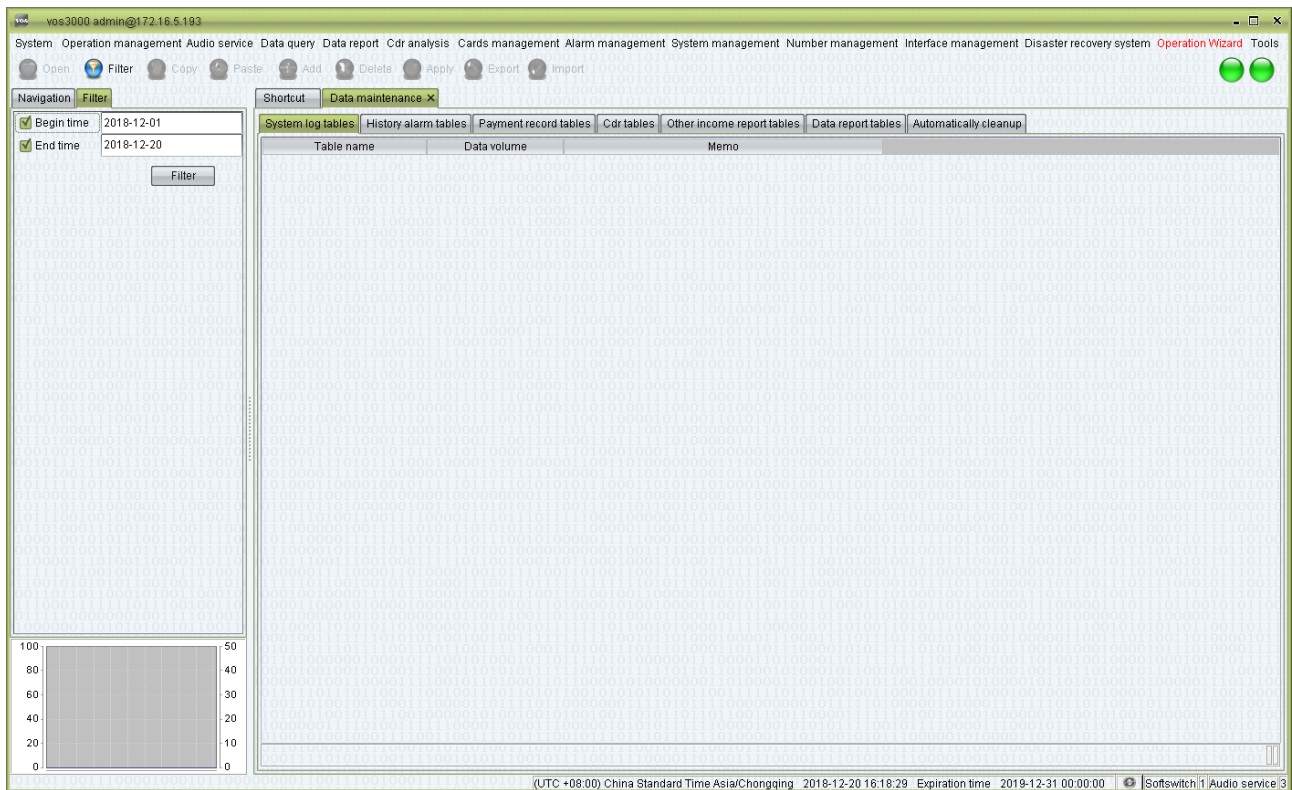 vos vos3000 admin@172.16.5.193
System Operation management Audio service Data query Data report Cdr analysis Cards management Alarm management System management Number management Interface management Disaster recovery system Operation Wizard Tools
Open Filter Copy Paste Add Delete Apply Export Import
Navigation Filter
Shortcut Data maintenance X
Begin time 2018-12-01
End time 2018-12-20
Filter
System log tables History alarm tables Payment record tables Cdr tables Other income report tables Data report tables Automatically cleanup
Table name Data volume Memo
100 50
80 40
60 30
40 20
20 10
0 0
(UTC +08:00) China Standard Time Asia/Chongqing 2018-12-20 16:18:29 Expiration time 2019-12-31 00:00:00 Softswitch 1 Audio service 3